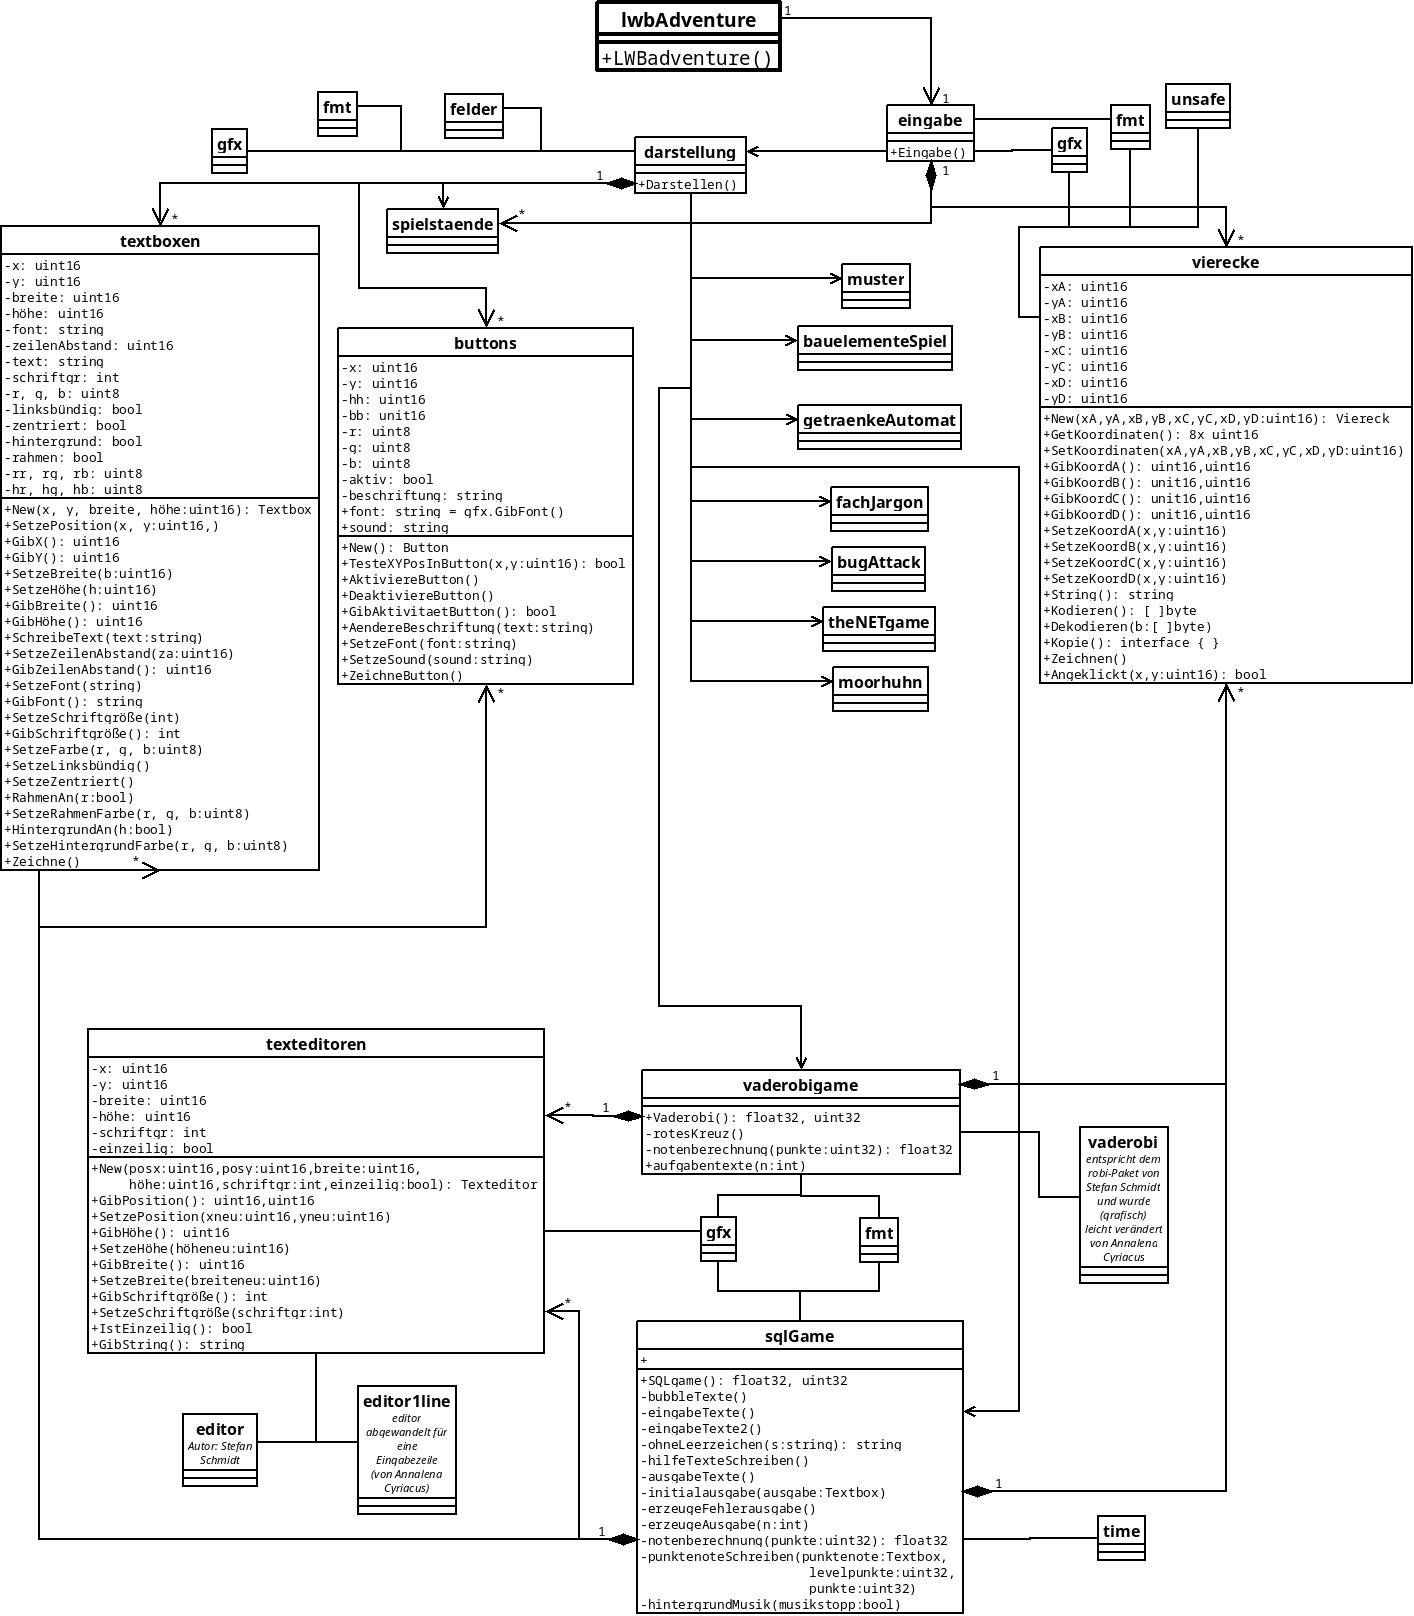 lwbAdventure
+LWBadventure()
1
1
eingabe
+Eingabe()
1
fmt
gfx
unsafe
fmt
felder
gfx
darstellung
+Darstellen()
1
spielstaende
*
textboxen
*
-x: uint16
-y: uint16
-breite: uint16
-höhe: uint16
-font: string
-zeilenAbstand: uint16
-text: string
-schriftgr: int
-r, g, b: uint8
-linksbündig: bool
-zentriert: bool
-hintergrund: bool
-rahmen: bool
-rr, rg, rb: uint8
-hr, hg, hb: uint8
+New(x, y, breite, höhe:uint16): Textbox
+SetzePosition(x, y:uint16,)
+GibX(): uint16
+GibY(): uint16
+SetzeBreite(b:uint16)
+SetzeHöhe(h:uint16)
+GibBreite(): uint16
+GibHöhe(): uint16
+SchreibeText(text:string)
+SetzeZeilenAbstand(za:uint16)
+GibZeilenAbstand(): uint16
+SetzeFont(string)
+GibFont(): string
+SetzeSchriftgröße(int)
+GibSchriftgröße(): int
+SetzeFarbe(r, g, b:uint8)
+SetzeLinksbündig()
+SetzeZentriert()
+RahmenAn(r:bool)
+SetzeRahmenFarbe(r, g, b:uint8)
+HintergrundAn(h:bool)
+SetzeHintergrundFarbe(r, g, b:uint8)
+Zeichne()
*
*
buttons
-x: uint16
-y: uint16
-hh: uint16
-bb: unit16
-r: uint8
-g: uint8
-b: uint8
-aktiv: bool
-beschriftung: string
+font: string = gfx.GibFont()
-sound: string
+New(): Button
+TesteXYPosInButton(x,y:uint16): bool
+AktiviereButton()
+DeaktiviereButton()
+GibAktivitaetButton(): bool
+AendereBeschriftung(text:string)
+SetzeFont(font:string)
+SetzeSound(sound:string)
+ZeichneButton()
*
muster
bauelementeSpiel
getraenkeAutomat
fachJargon
bugAttack
theNETgame
moorhuhn
*
vierecke
-xA: uint16
-yA: uint16
-xB: uint16
-yB: uint16
-xC: uint16
-yC: uint16
-xD: uint16
-yD: uint16
+New(xA,yA,xB,yB,xC,yC,xD,yD:uint16): Viereck
+GetKoordinaten(): 8x uint16
+SetKoordinaten(xA,yA,xB,yB,xC,yC,xD,yD:uint16)
+GibKoordA(): uint16,uint16
+GibKoordB(): unit16,uint16
+GibKoordC(): unit16,uint16
+GibKoordD(): unit16,uint16
+SetzeKoordA(x,y:uint16)
+SetzeKoordB(x,y:uint16)
+SetzeKoordC(x,y:uint16)
+SetzeKoordD(x,y:uint16)
+String(): string
+Kodieren(): [ ]byte
+Dekodieren(b:[ ]byte)
+Kopie(): interface { }
+Zeichnen()
+Angeklickt(x,y:uint16): bool
*
texteditoren
-x: uint16
-y: uint16
-breite: uint16
-höhe: uint16
-schriftgr: int
-einzeilig: bool
+New(posx:uint16,posy:uint16,breite:uint16,
höhe:uint16,schriftgr:int,einzeilig:bool): Texteditor
+GibPosition(): uint16,uint16
+SetzePosition(xneu:uint16,yneu:uint16)
+GibHöhe(): uint16
+SetzeHöhe(höheneu:uint16)
+GibBreite(): uint16
+SetzeBreite(breiteneu:uint16)
+GibSchriftgröße(): int
+SetzeSchriftgröße(schriftgr:int)
+IstEinzeilig(): bool
+GibString(): string
*
1
*
vaderobigame
+Vaderobi(): float32, uint32
-rotesKreuz()
-notenberechnung(punkte:uint32): float32
+aufgabentexte(n:int)
1
vaderobi
entspricht dem
robi-Paket von
Stefan Schmidt
und wurde
(grafisch)
leicht verändert
von Annalena
Cyriacus
gfx
fmt
editor
Autor: Stefan
Schmidt
editor1line
editor
abgewandelt für
eine
Eingabezeile
(von Annalena
Cyriacus)
sqlGame
+
+SQLgame(): float32, uint32
-bubbleTexte()
-eingabeTexte()
-eingabeTexte2()
-ohneLeerzeichen(s:string): string
-hilfeTexteSchreiben()
-ausgabeTexte()
-initialausgabe(ausgabe:Textbox)
-erzeugeFehlerausgabe()
-erzeugeAusgabe(n:int)
-notenberechnung(punkte:uint32): float32
-punktenoteSchreiben(punktenote:Textbox,
levelpunkte:uint32,
punkte:uint32)
-hintergrundMusik(musikstopp:bool)
1
1
time